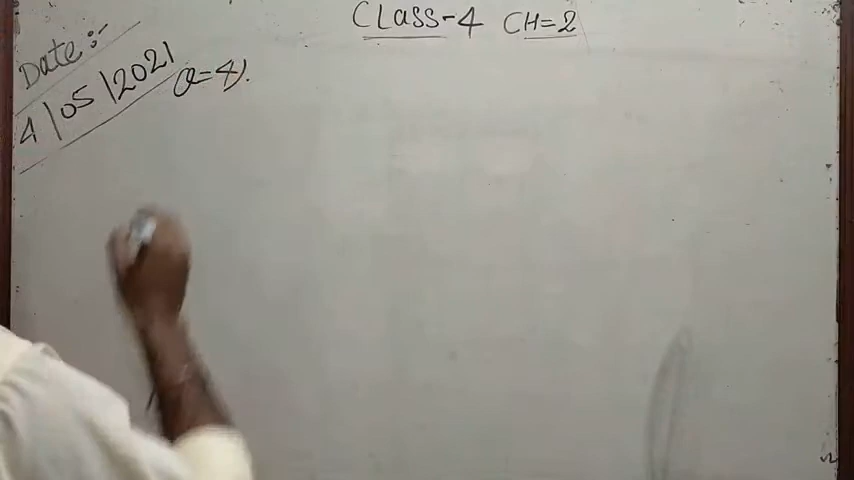 CLASS-4 CH=2
Date:-
4/05/2021
Q=4).